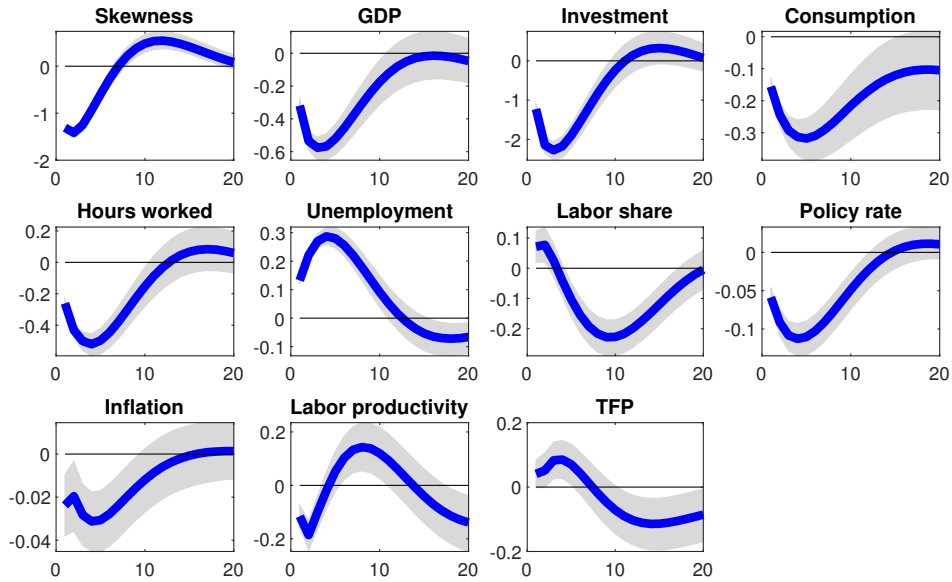 Skewness GDP Investment Consumption
0 0 0 0
-0.2 -0.1
-1 -0.4 -0.2
-0.6 -2 -0.3
-2
0 10 20 0 10 20 0 10 20 0 10 20
Hours worked Unemployment Labor share Policy rate
0.2 0.3 0.1
0 0.2 0 0
-0.2 0.1 -0.1 -0.05
-0.4 0 -0.2 -0.1
-0.1
0 10 20 0 10 20 0 10 20 0 10 20
Inflation Labor productivity TFP
0 0.2 0.2
-0.02 0 0
-0.04 -0.2 -0.2
0 10 20 0 10 20 0 10 20